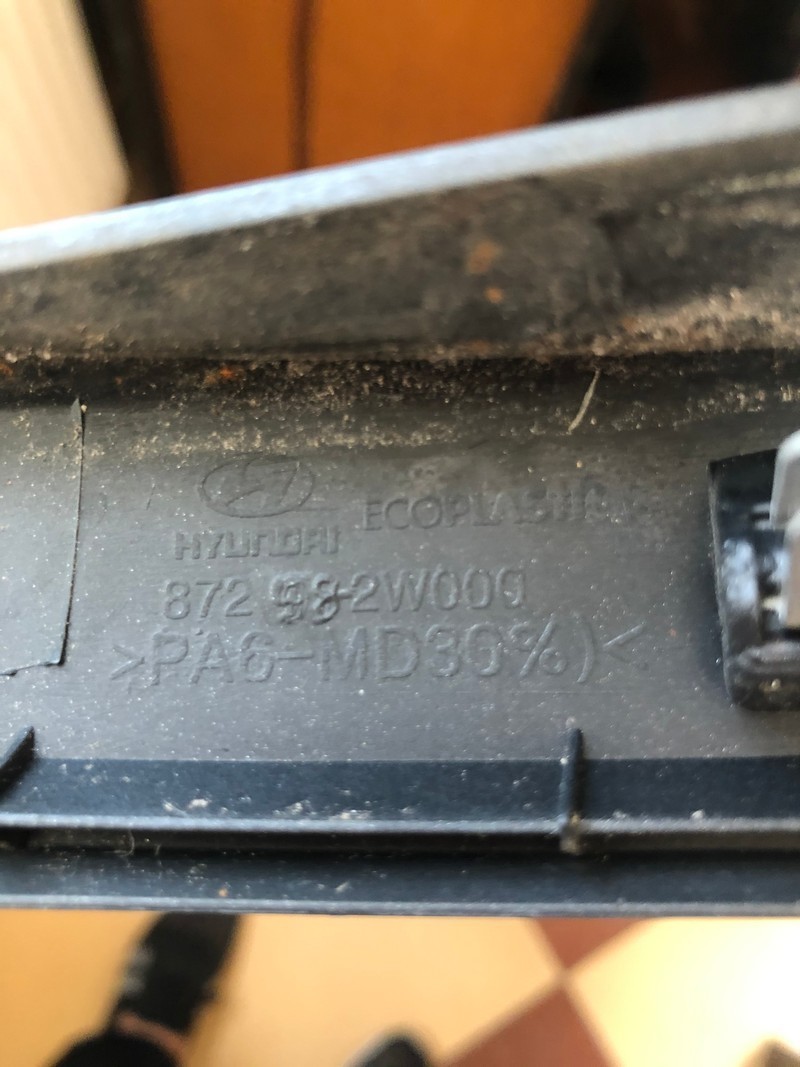 HYUNDAI
ECOPLASTIC
872 2W000
>PA6-MD30%)<